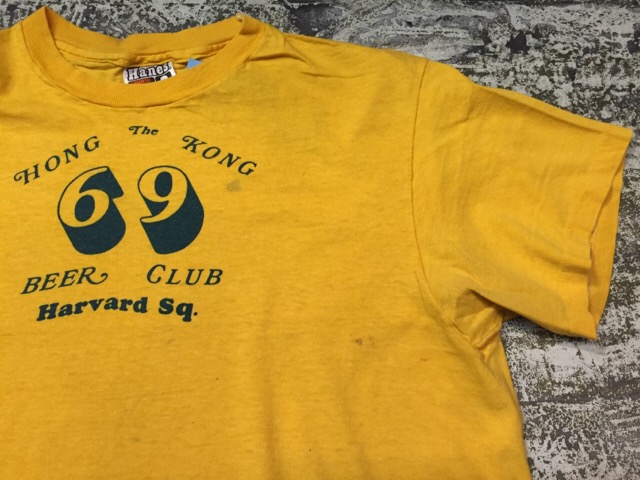 Hanes
The
HONG KONG
69
BEER CLUB
Harvard Sq.